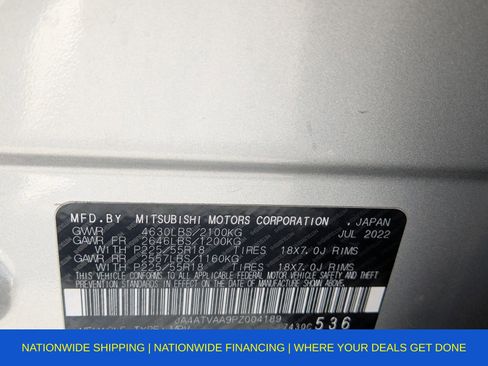 MFD.BY MITSUBISHI MOTORS CORPORATION . JAPAN
GVWR 4630LBS/2100KG JUL 2022
GAWR FR 2646LBS/1200KG
WITH P225/55R18 TIRES 18X7.0J RIMS
GAWR RR 2557LBS/1160KG
WITH P225/55R18 TIRES 18X7.0J RIMS
THIS VEHICLE CONFORMS TO ALL APPLICABLE FEDERAL
MOTOR VEHICLE SAFETY, BUMPER, AND THEFT
PREVENTION STANDARDS IN EFFECT ON THE DATE OF
MANUFACTURE SHOWN ABOVE.
JA4ATVAA9PZ004189
536
NATIONWIDE SHIPPING | NATIONWIDE FINANCING | WHERE YOUR DEALS GET DONE